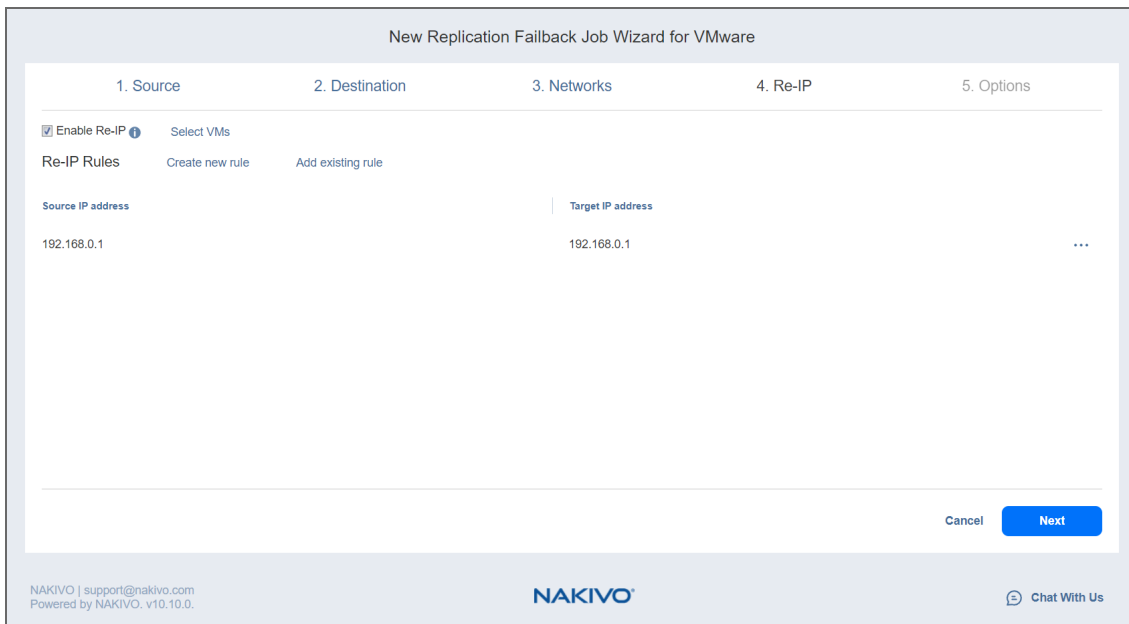 New Replication Failback Job Wizard for VMware
1. Source 2. Destination 3. Networks 4. Re-IP 5. Options
Enable Re-IP Select VMs
Re-IP Rules Create new rule Add existing rule
Source IP address Target IP address
192.168.0.1 192.168.0.1 ...
Cancel Next
NAKIVO | support@nakivo.com
Powered by NAKIVO. v10.10.0.
NAKIVO®
Chat With Us